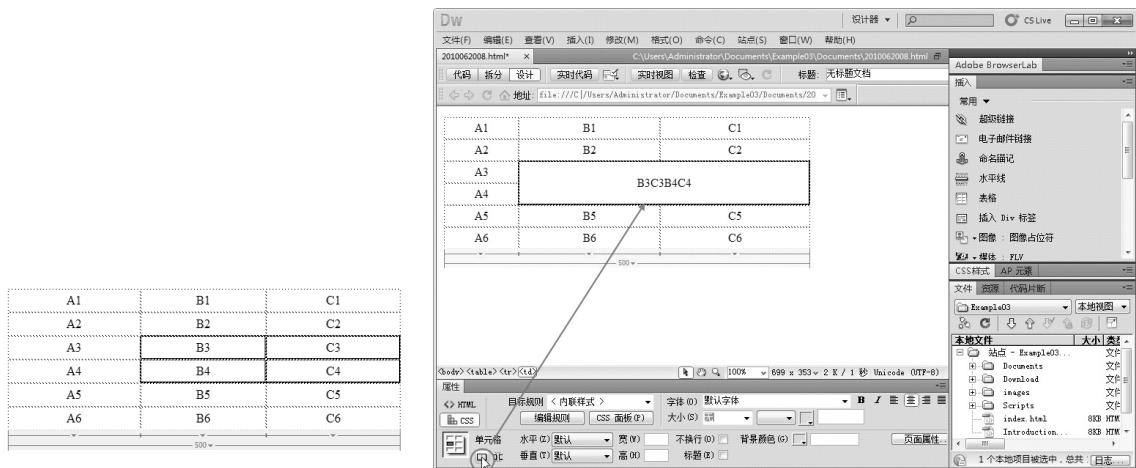 A1 B1 C1
A2 B2 C2
A3 B3 C3
A4 B4 C4
A5 B5 C5
A6 B6 C6
500
Dw 设计器 CS Live
文件(F) 编辑(E) 查看(V) 插入(I) 修改(M) 格式(O) 命令(C) 站点(S) 窗口(W) 帮助(H)
2010062008.html* × C:\Users\Administrator\Documents\Example03\Documents\2010062008.html
代码 拆分 设计 实时代码 实时视图 检查 标题: 无标题文档
地址: file:///C|/Users/Administrator/Documents/Example03/Documents/20
A1 B1 C1
A2 B2 C2
A3 B3C3B4C4
A4
A5 B5 C5
A6 B6 C6
500
<body> <table> <tr> <td> 100% 699 x 353 2 K / 1 秒 Unicode (UTF-8)
属性
<> HTML 目标规则 < 内联样式 > 字体(O) 默认字体 B I
CSS 编辑规则 CSS 面板(P) 大小(S)
单元格 水平(Z) 默认 宽(W) 不换行(O) 背景颜色(G) 页面属性...
垂直(T) 默认 高(H) 标题(E)
Adobe BrowserLab
插入
常用
超级链接
电子邮件链接
命名锚记
水平线
表格
插入 Div 标签
图像 : 图像占位符
媒体 : FLV
CSS样式 AP 元素
文件 资源 代码片断
Example03 本地视图
本地文件 大小 类型
站点 - Example03... 文件
Documents 文件
Download 文件
images 文件
Scripts 文件
index.html 8KB HTM
Introduction... 8KB HTM
1 个本地项目被选中，总共: 日志...